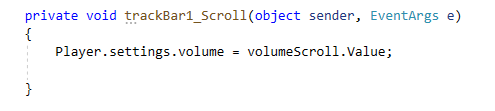 private void trackBar1_Scroll(object sender, EventArgs e)
{
Player.settings.volume = volumeScroll.Value;
}